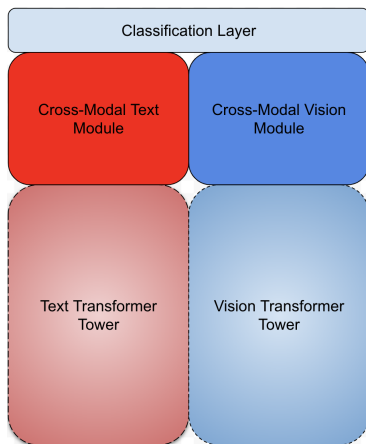 Classification Layer
Cross-Modal Text
Module
Cross-Modal Vision
Module
Text Transformer
Tower
Vision Transformer
Tower